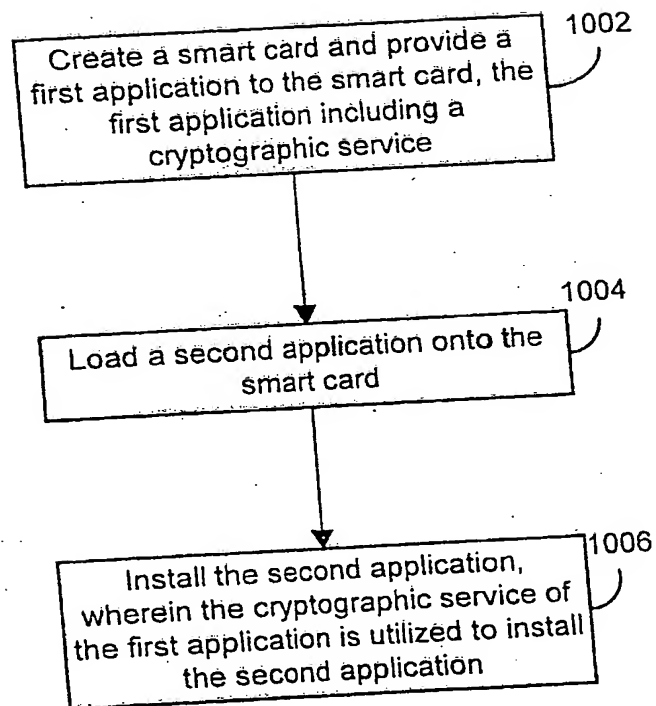 1002
Create a smart card and provide a
first application to the smart card, the
first application including a
cryptographic service
1004
Load a second application onto the
smart card
1006
Install the second application,
wherein the cryptographic service of
the first application is utilized to install
the second application